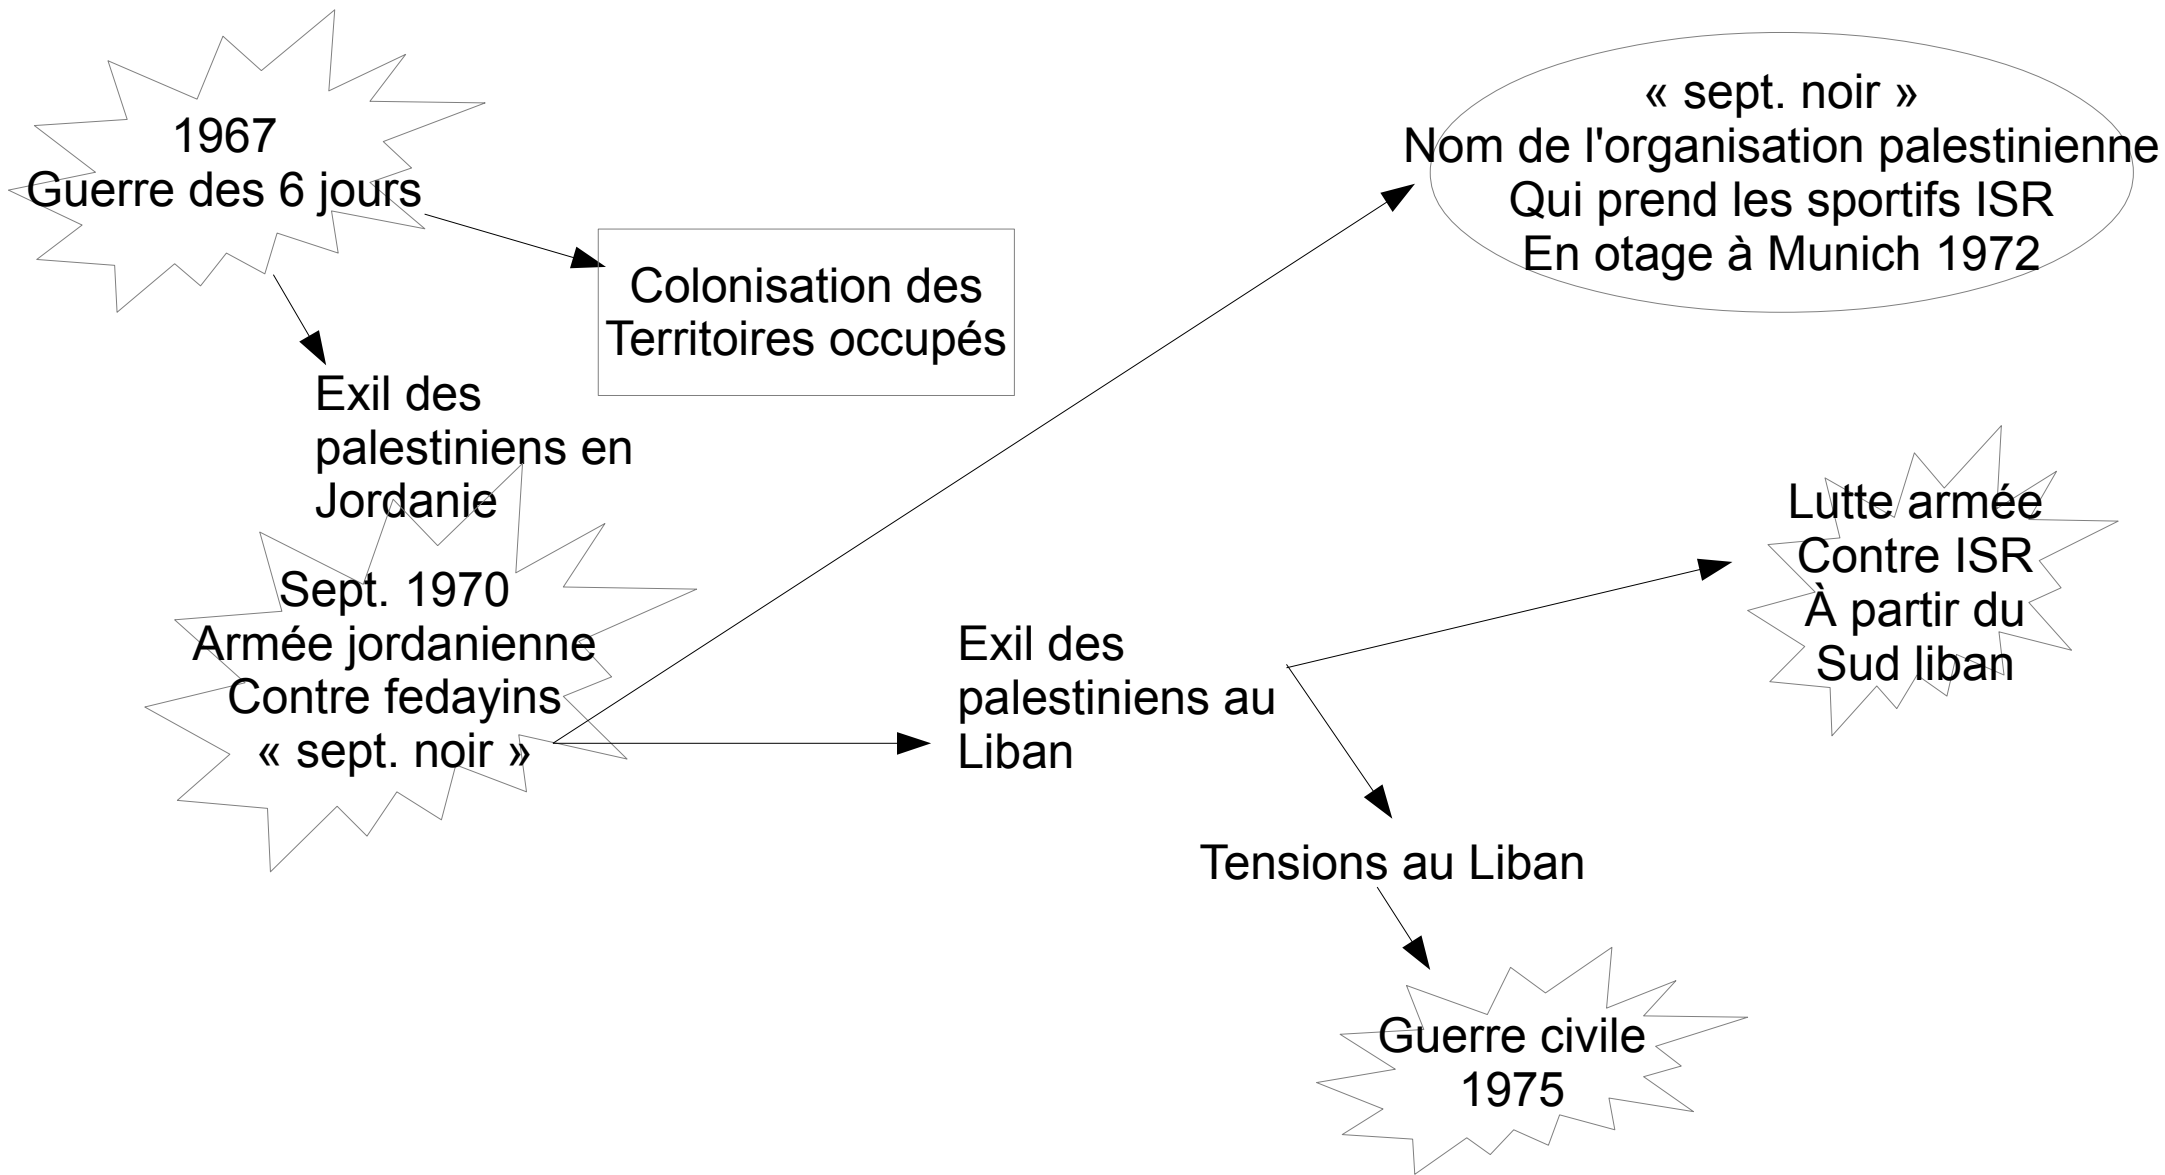 1967
Guerre des 6 jours
« sept. noir »
Nom de l'organisation palestinienne
Qui prend les sportifs ISR
En otage à Munich 1972
Colonisation des
Territoires occupés
Exil des
palestiniens en
Jordanie
Sept. 1970
Armée jordanienne
Contre fedayins
« sept. noir »
Exil des
palestiniens au
Liban
Lutte armée
Contre ISR
À partir du
Sud liban
Tensions au Liban
Guerre civile
1975